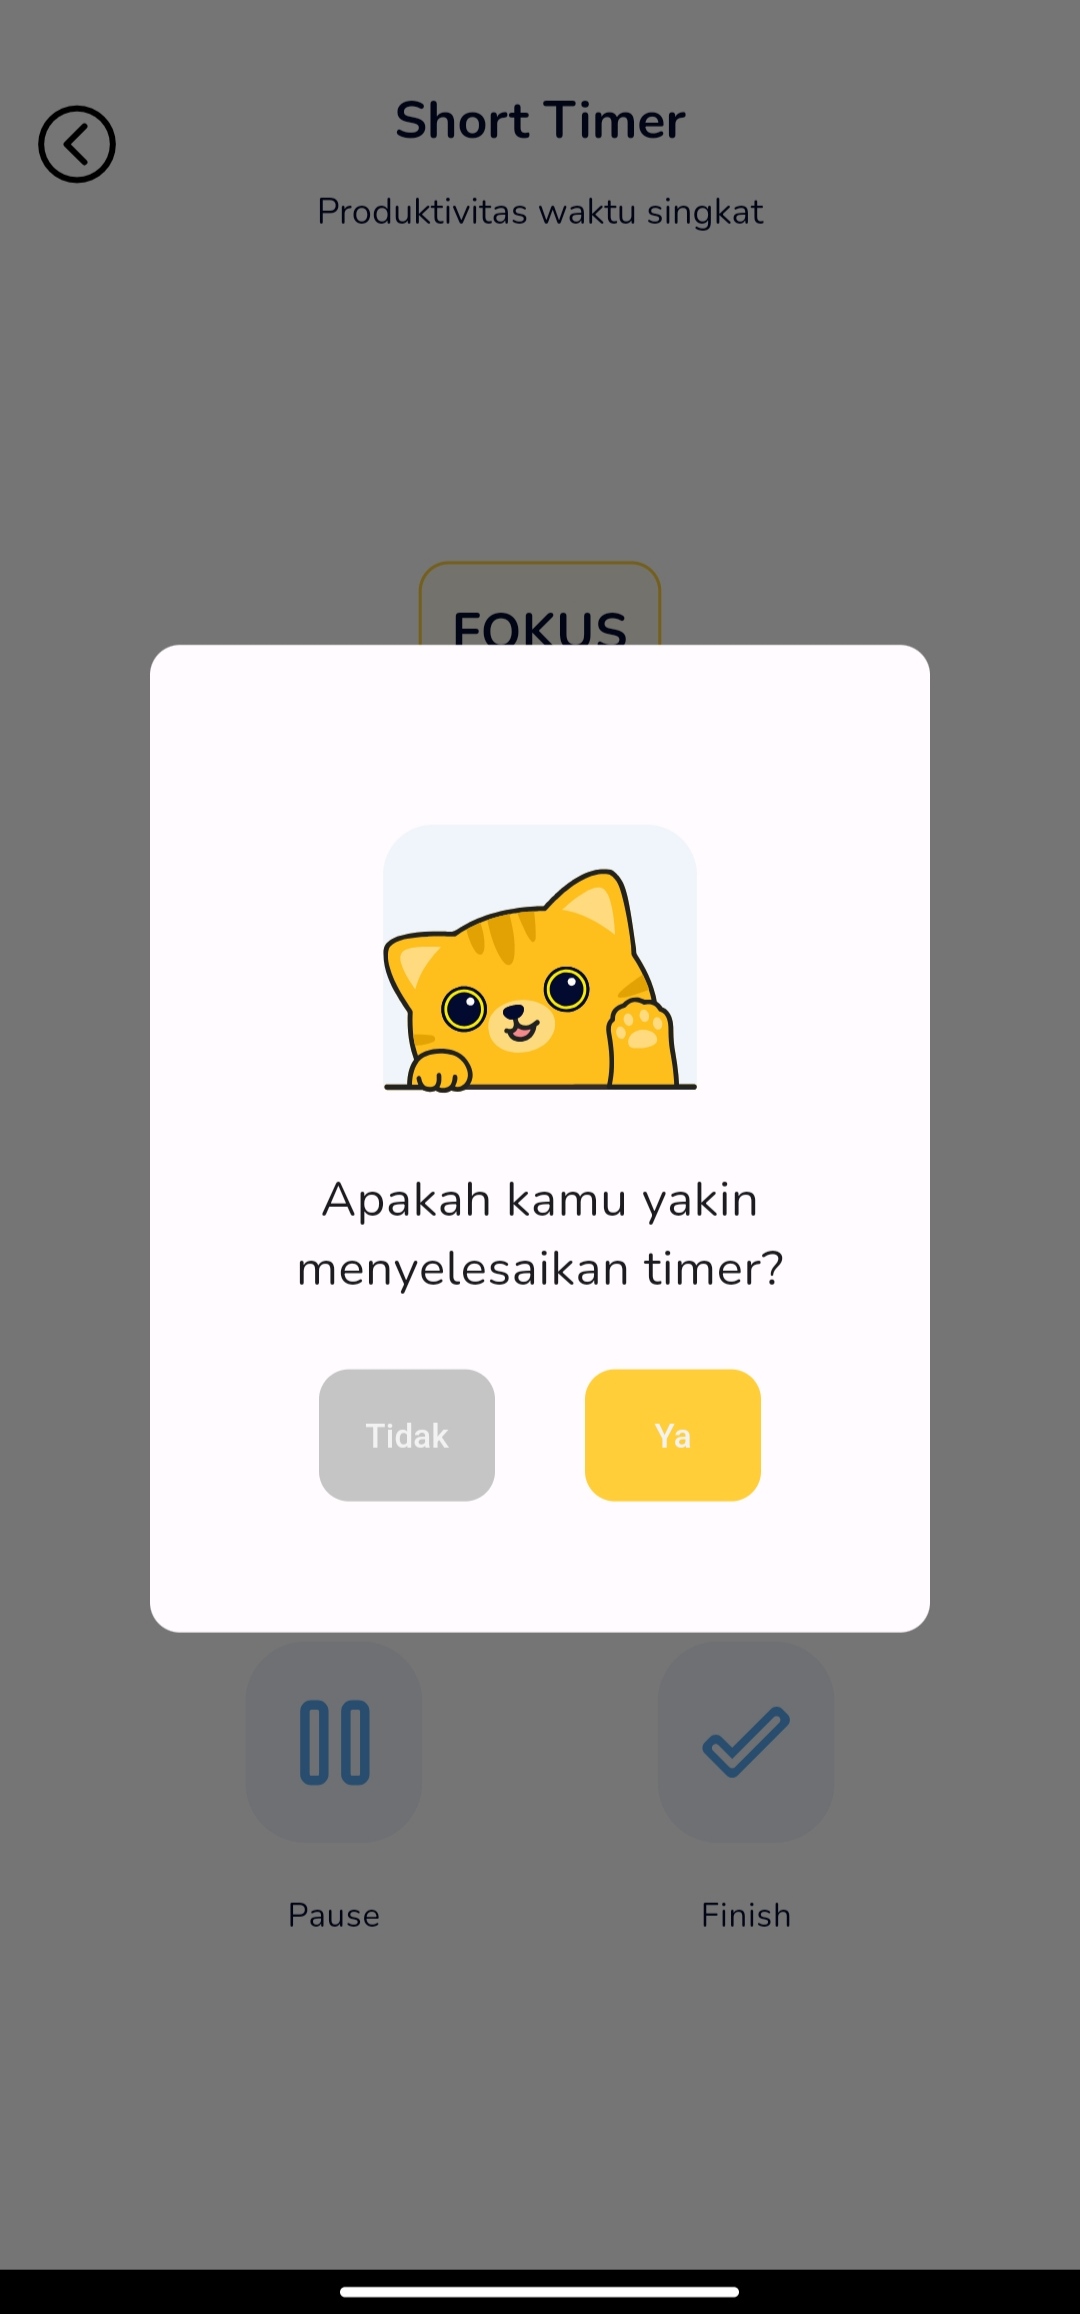 Short Timer
Produktivitas waktu singkat
FOKUS
Apakah kamu yakin
menyelesaikan timer?
Tidak
Ya
Pause
Finish